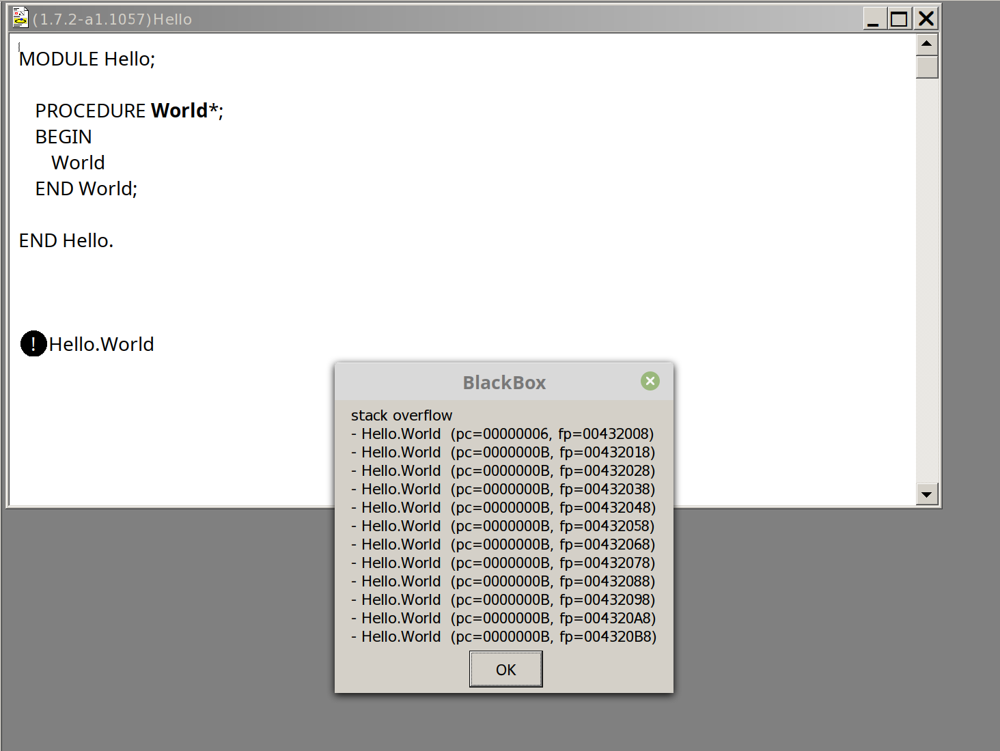 (1.7.2-a1.1057)Hello
MODULE Hello;
PROCEDURE World*;
BEGIN
World
END World;
END Hello.
! Hello.World
BlackBox
stack overflow
- Hello.World (pc=00000006, fp=00432008)
- Hello.World (pc=0000000B, fp=00432018)
- Hello.World (pc=0000000B, fp=00432028)
- Hello.World (pc=0000000B, fp=00432038)
- Hello.World (pc=0000000B, fp=00432048)
- Hello.World (pc=0000000B, fp=00432058)
- Hello.World (pc=0000000B, fp=00432068)
- Hello.World (pc=0000000B, fp=00432078)
- Hello.World (pc=0000000B, fp=00432088)
- Hello.World (pc=0000000B, fp=00432098)
- Hello.World (pc=0000000B, fp=004320A8)
- Hello.World (pc=0000000B, fp=004320B8)
OK